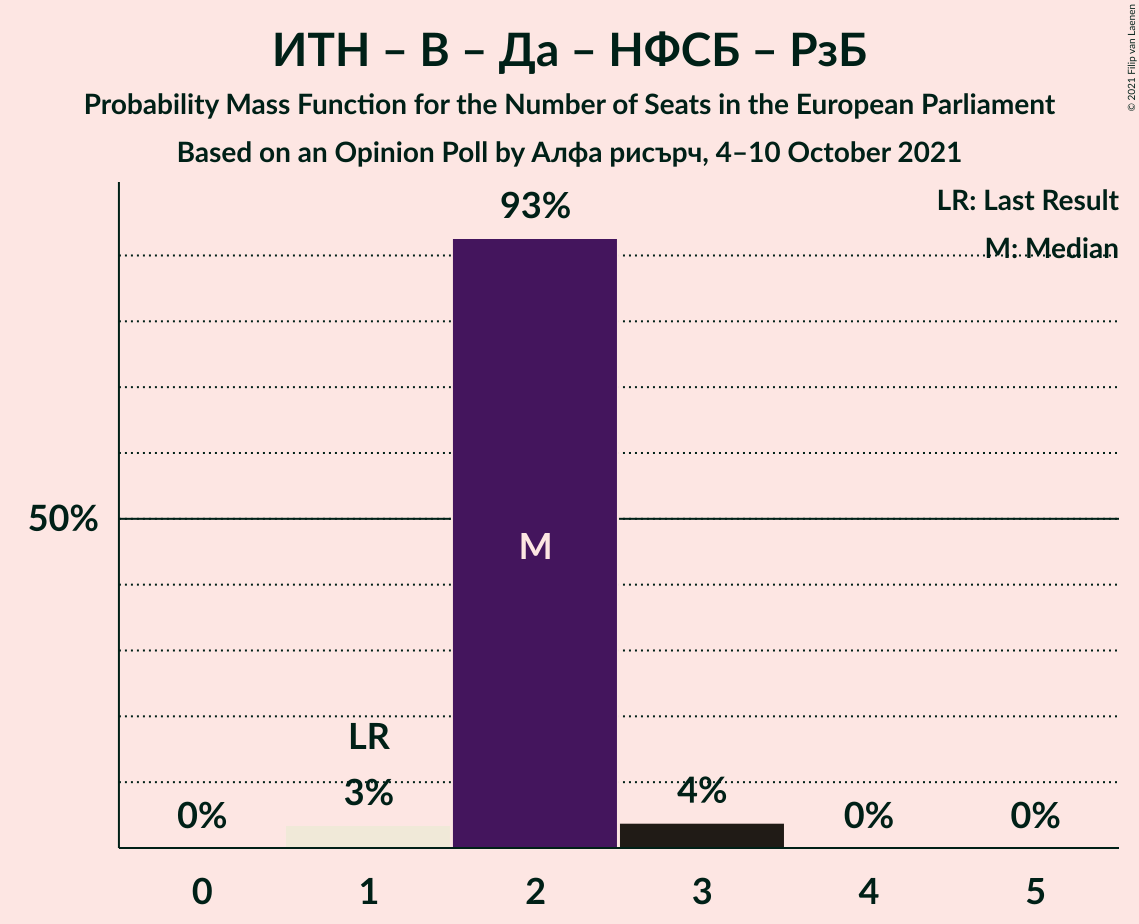 ИТН – В – Да – НФСБ – РзБ
Probability Mass Function for the Number of Seats in the European Parliament
Based on an Opinion Poll by Алфа рисърч, 4–10 October 2021
© 2021 Filip van Laenen
LR: Last Result
M: Median
93%
50%
M
LR
0%
3%
4%
0%
0%
0
1
2
3
4
5